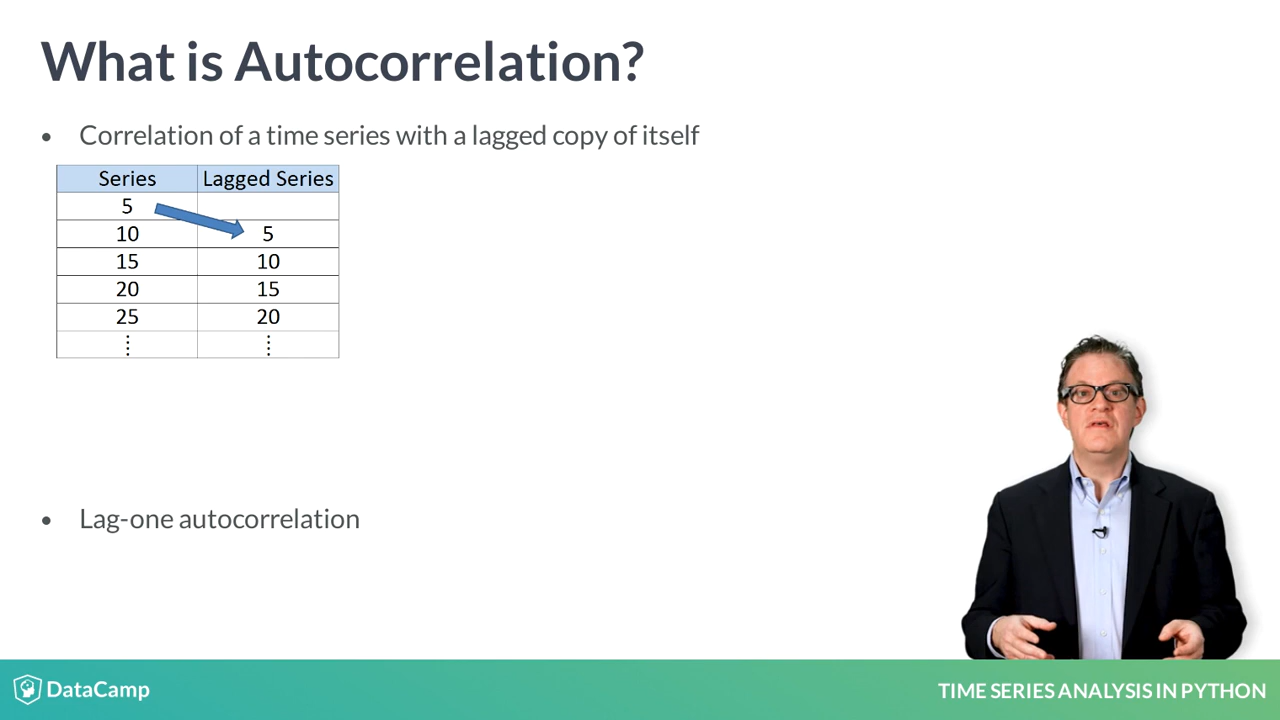 What is Autocorrelation?
• Correlation of a time series with a lagged copy of itself
Series Lagged Series
5
10 5
15 10
20 15
25 20
⋮ ⋮
• Lag-one autocorrelation
DataCamp
TIME SERIES ANALYSIS IN PYTHON